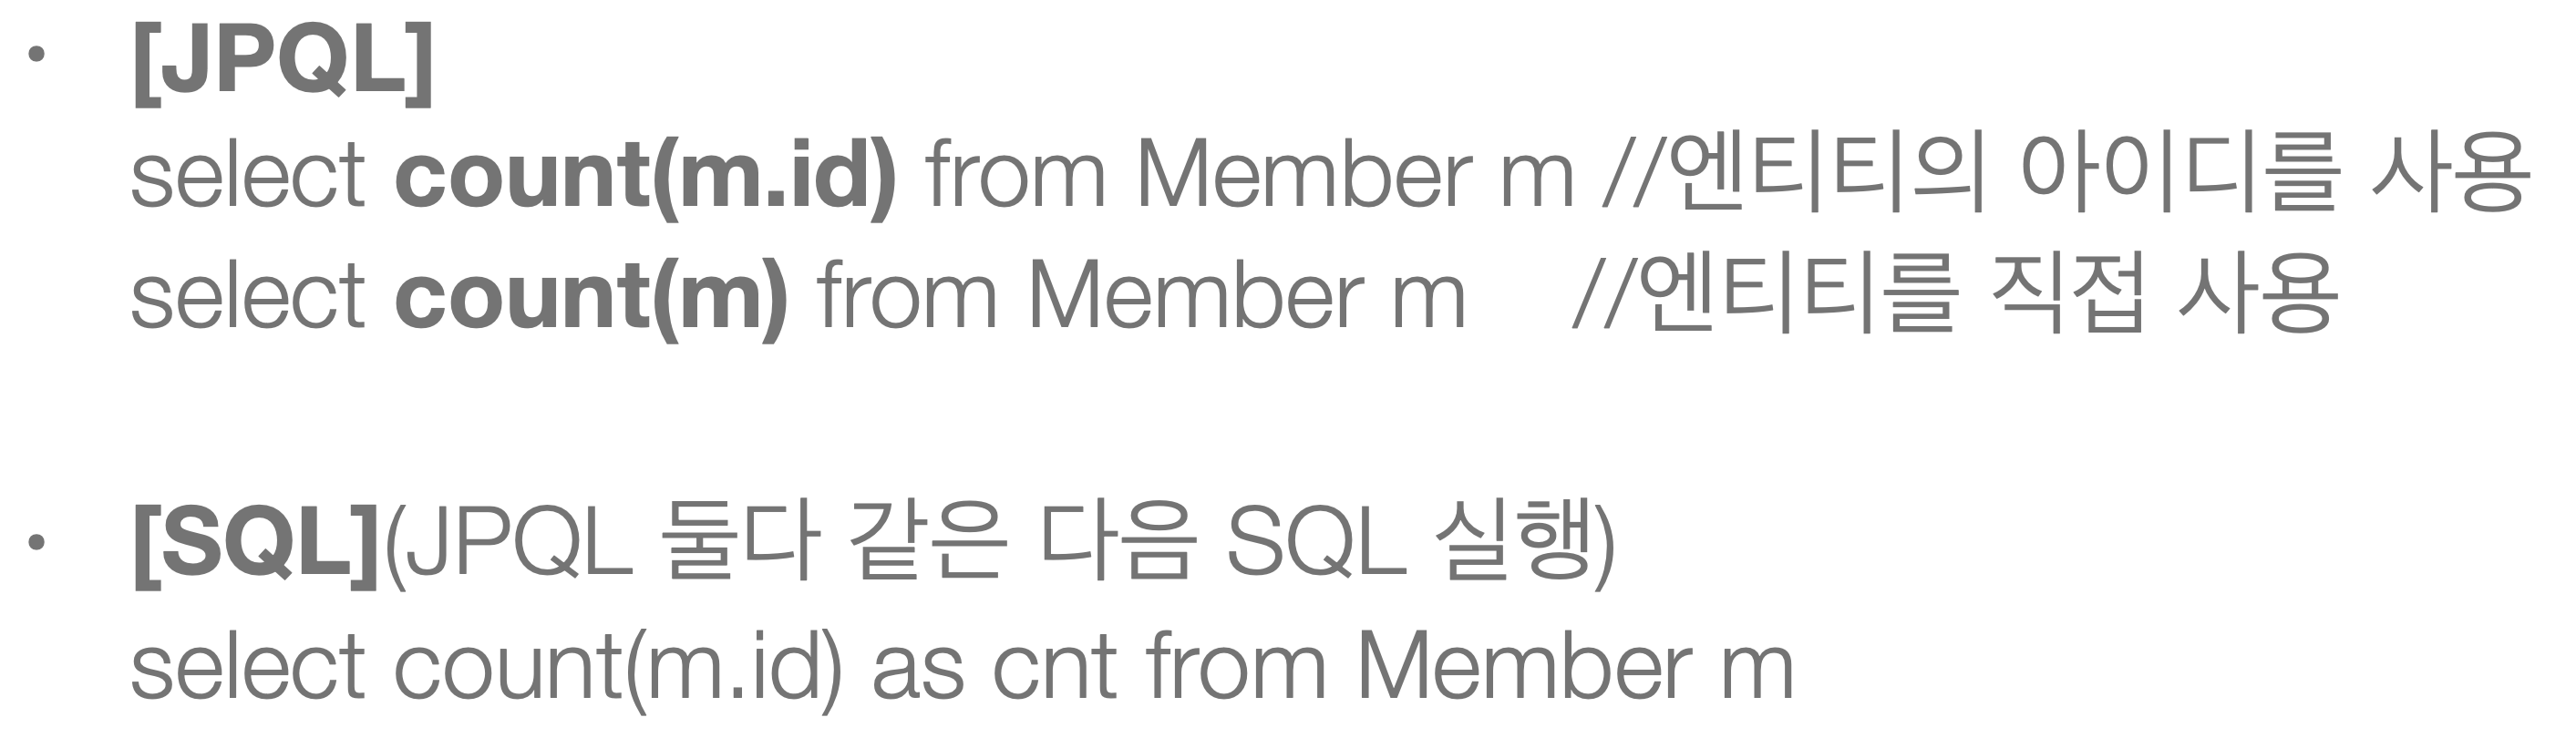 • [JPQL]
select count(m.id) from Member m //엔티티의 아이디를 사용
select count(m) from Member m //엔티티를 직접 사용
• [SQL](JPQL 둘다 같은 다음 SQL 실행)
select count(m.id) as cnt from Member m